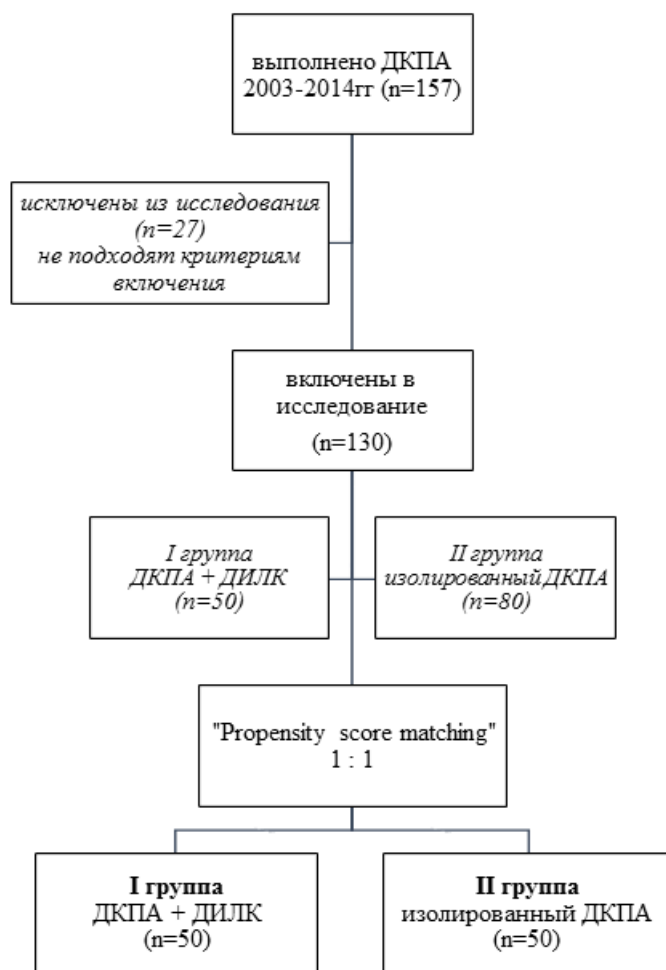 выполнено ДКПА
2003-2014гг (n=157)
исключены из исследования
(n=27)
не подходят критериям
включения
включены в
исследование
(n=130)
I группа
ДКПА + ДИЛК
(n=50)
II группа
изолированный ДКПА
(n=80)
"Propensity score matching"
1 : 1
I группа
ДКПА + ДИЛК
(n=50)
II группа
изолированный ДКПА
(n=50)